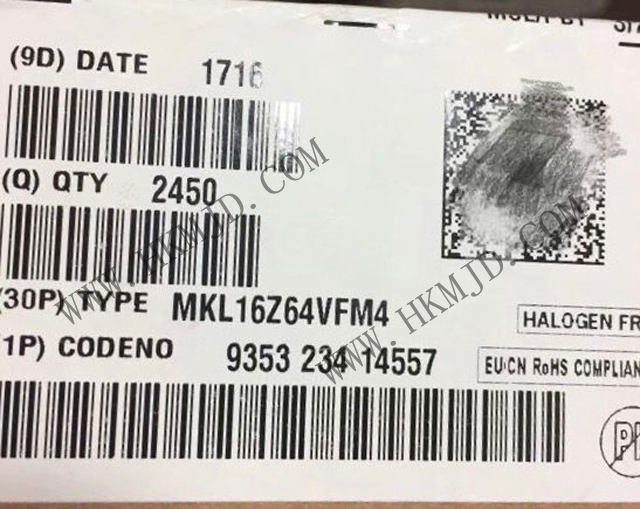 (9D) DATE 1716
(Q) QTY 2450
(30P) TYPE MKL16Z64VFM4
1P) CODENO 9353 234 14557
HALOGEN FR
EU/CN RoHS COMPLIAN
WWW.HKMJD.COM
WWW.HKMJD.COM